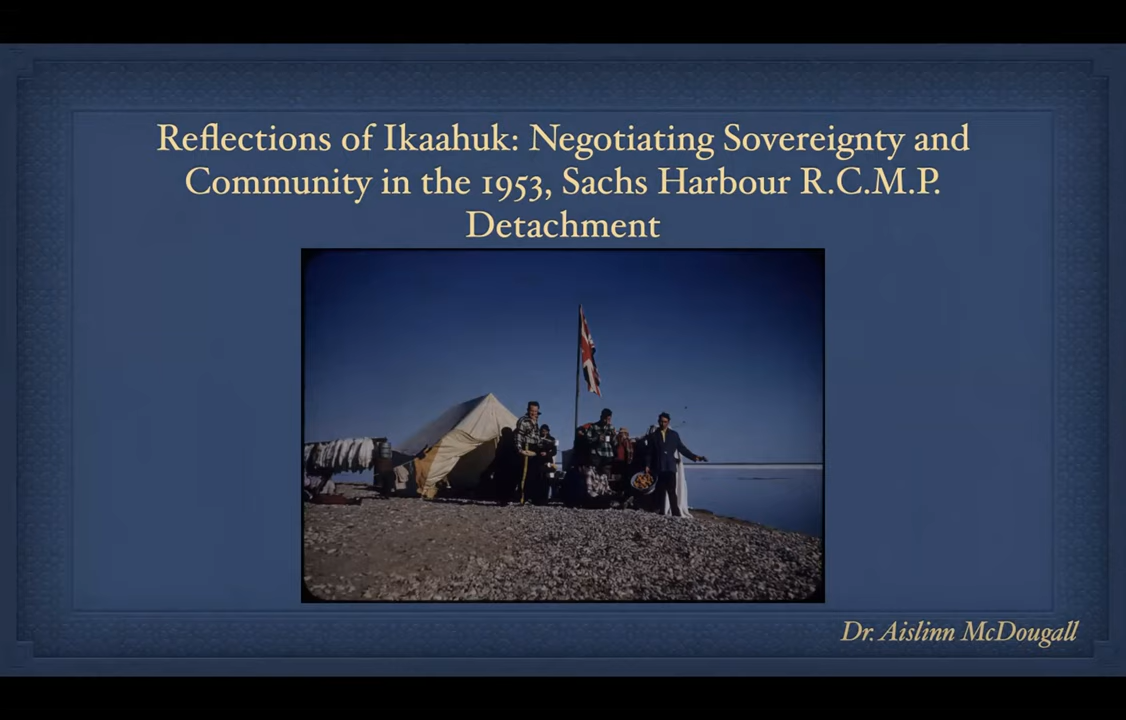 Reflections of Ikaahuk: Negotiating Sovereignty and
Community in the 1953, Sachs Harbour R.C.M.P.
Detachment
Dr. Aislinn McDougall